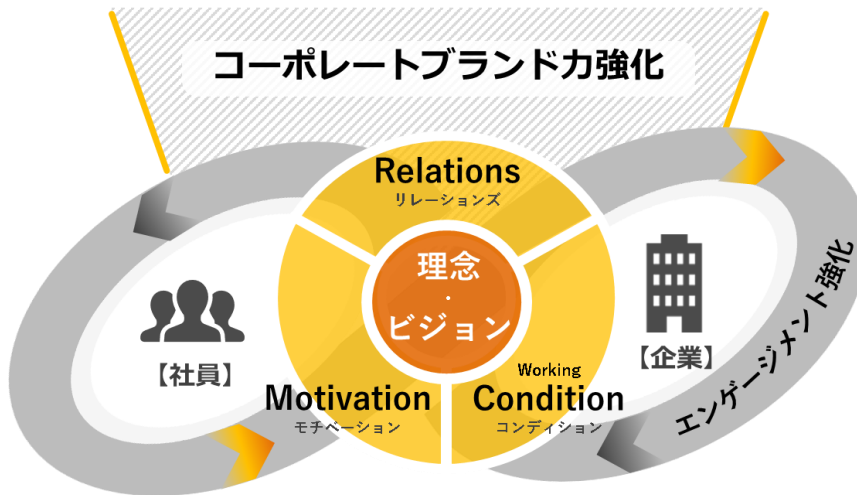 コーポレートブランド力強化
Relations
リレーションズ
理念
・
ビジョン
【社員】
【企業】
エンゲージメント強化
Motivation
モチベーション
Working
Condition
コンディション